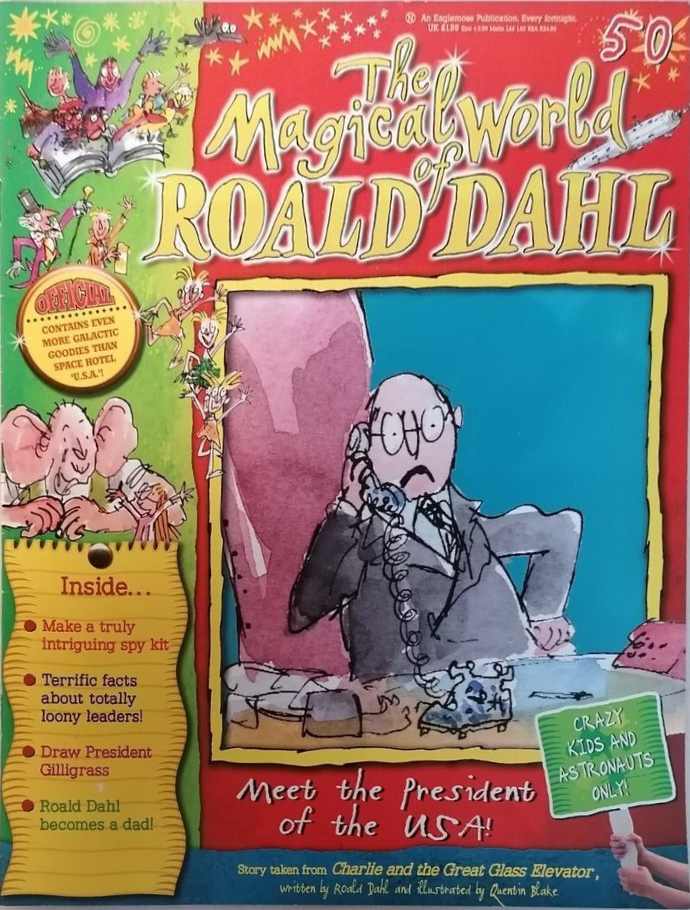 An Eaglemoss Publication. Every fortnight.
UK £1.99
50
The
Magical World
of
ROALD DAHL
OFFICIAL
CONTAINS EVEN
MORE GALACTIC
GOODIES THAN
SPACE HOTEL
'U.S.A.'!
Inside...
Make a truly
intriguing spy kit
Terrific facts
about totally
loony leaders!
Draw President
Gilligrass
Roald Dahl
becomes a dad!
CRAZY
KIDS AND
ASTRONAUTS
ONLY!
Meet the President
of the USA!
Story taken from Charlie and the Great Glass Elevator,
written by Roald Dahl and illustrated by Quentin Blake